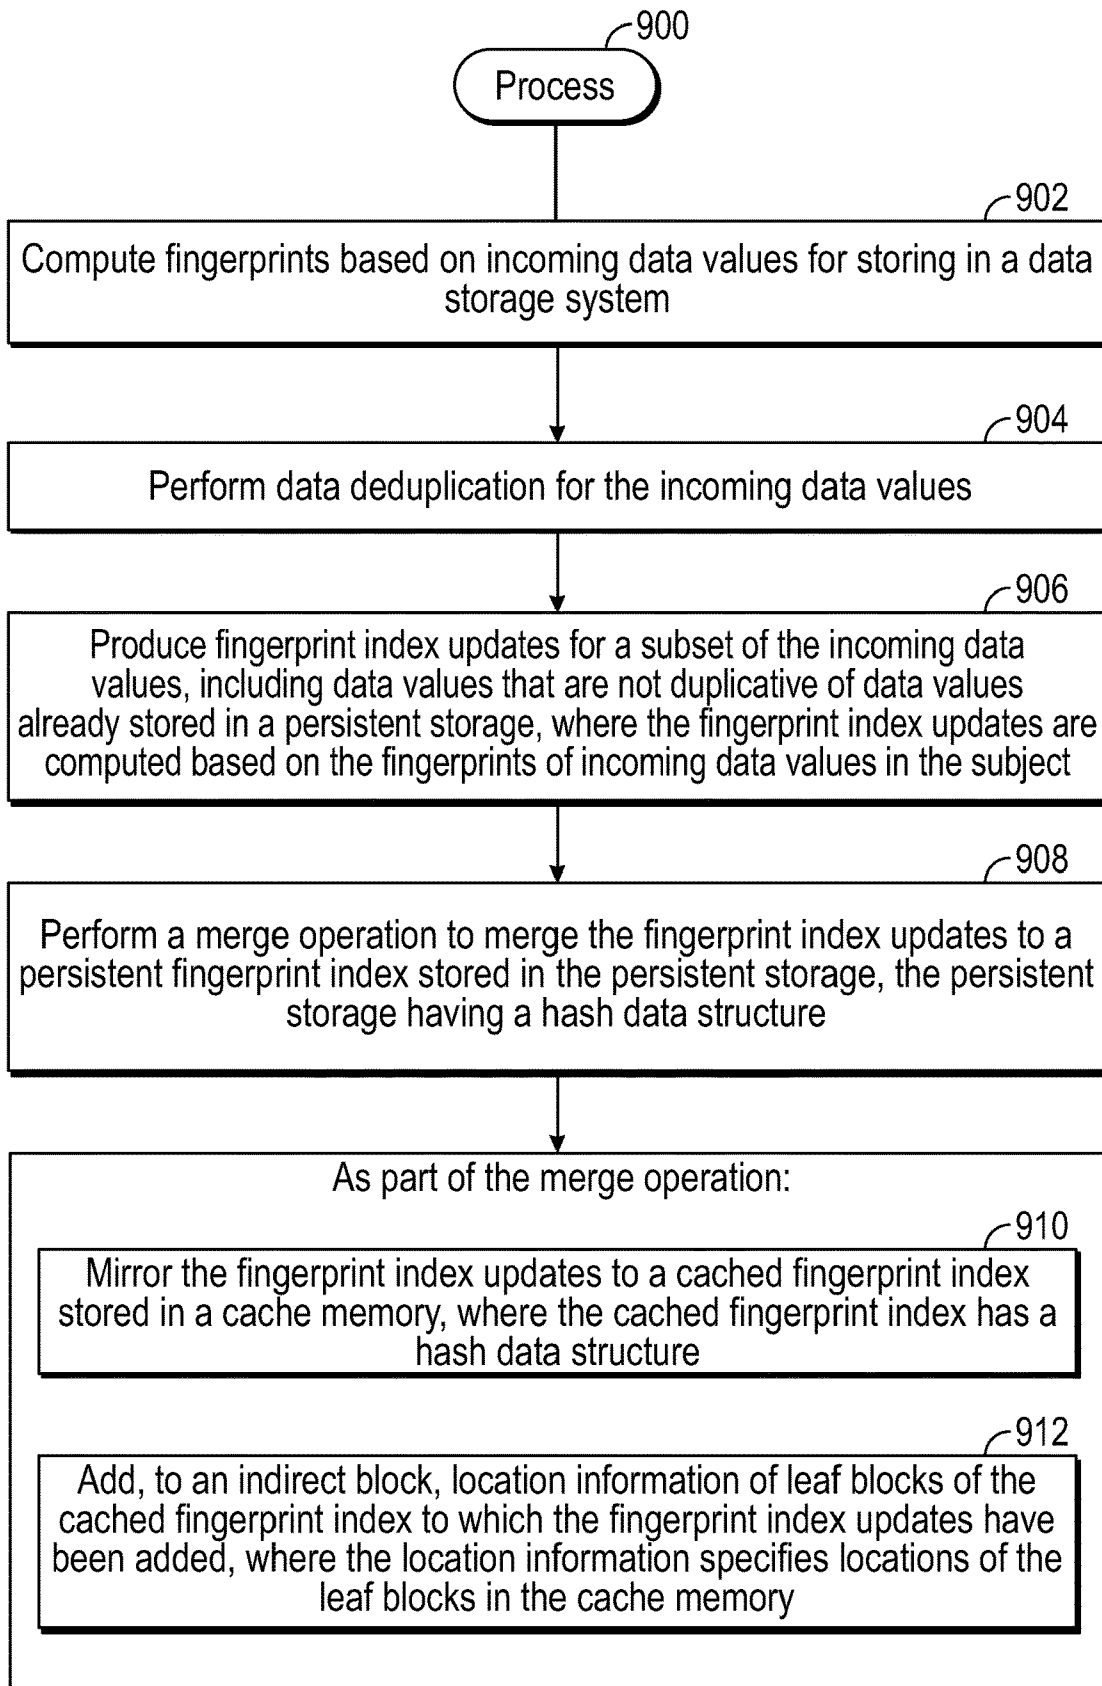 900
Process
902
Compute fingerprints based on incoming data values for storing in a data
storage system
904
Perform data deduplication for the incoming data values
906
Produce fingerprint index updates for a subset of the incoming data
values, including data values that are not duplicative of data values
already stored in a persistent storage, where the fingerprint index updates are
computed based on the fingerprints of incoming data values in the subject
908
Perform a merge operation to merge the fingerprint index updates to a
persistent fingerprint index stored in the persistent storage, the persistent
storage having a hash data structure
As part of the merge operation:
910
Mirror the fingerprint index updates to a cached fingerprint index
stored in a cache memory, where the cached fingerprint index has a
hash data structure
912
Add, to an indirect block, location information of leaf blocks of the
cached fingerprint index to which the fingerprint index updates have
been added, where the location information specifies locations of the
leaf blocks in the cache memory